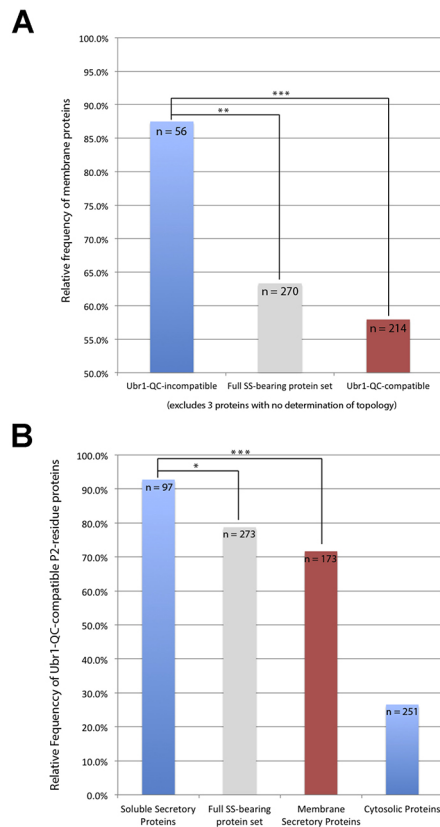 A
100.0%
95.0%
90.0%
85.0%
80.0%
75.0%
70.0%
65.0%
60.0%
55.0%
50.0%
Relative frequency of membrane proteins
***
**
n = 56
n = 270
n = 214
Ubr1-QC-incompatible
Full SS-bearing protein set
Ubr1-QC-compatible
(excludes 3 proteins with no determination of topology)
B
100.0%
90.0%
80.0%
70.0%
60.0%
50.0%
40.0%
30.0%
20.0%
10.0%
0.0%
Relative Fequenccy of Ubr1-QC-compatible P2-residue proteins
***
*
n = 97
n = 273
n = 173
n = 251
Soluble Secretory
Proteins
Full SS-bearing
protein set
Membrane
Secretory Proteins
Cytosolic Proteins